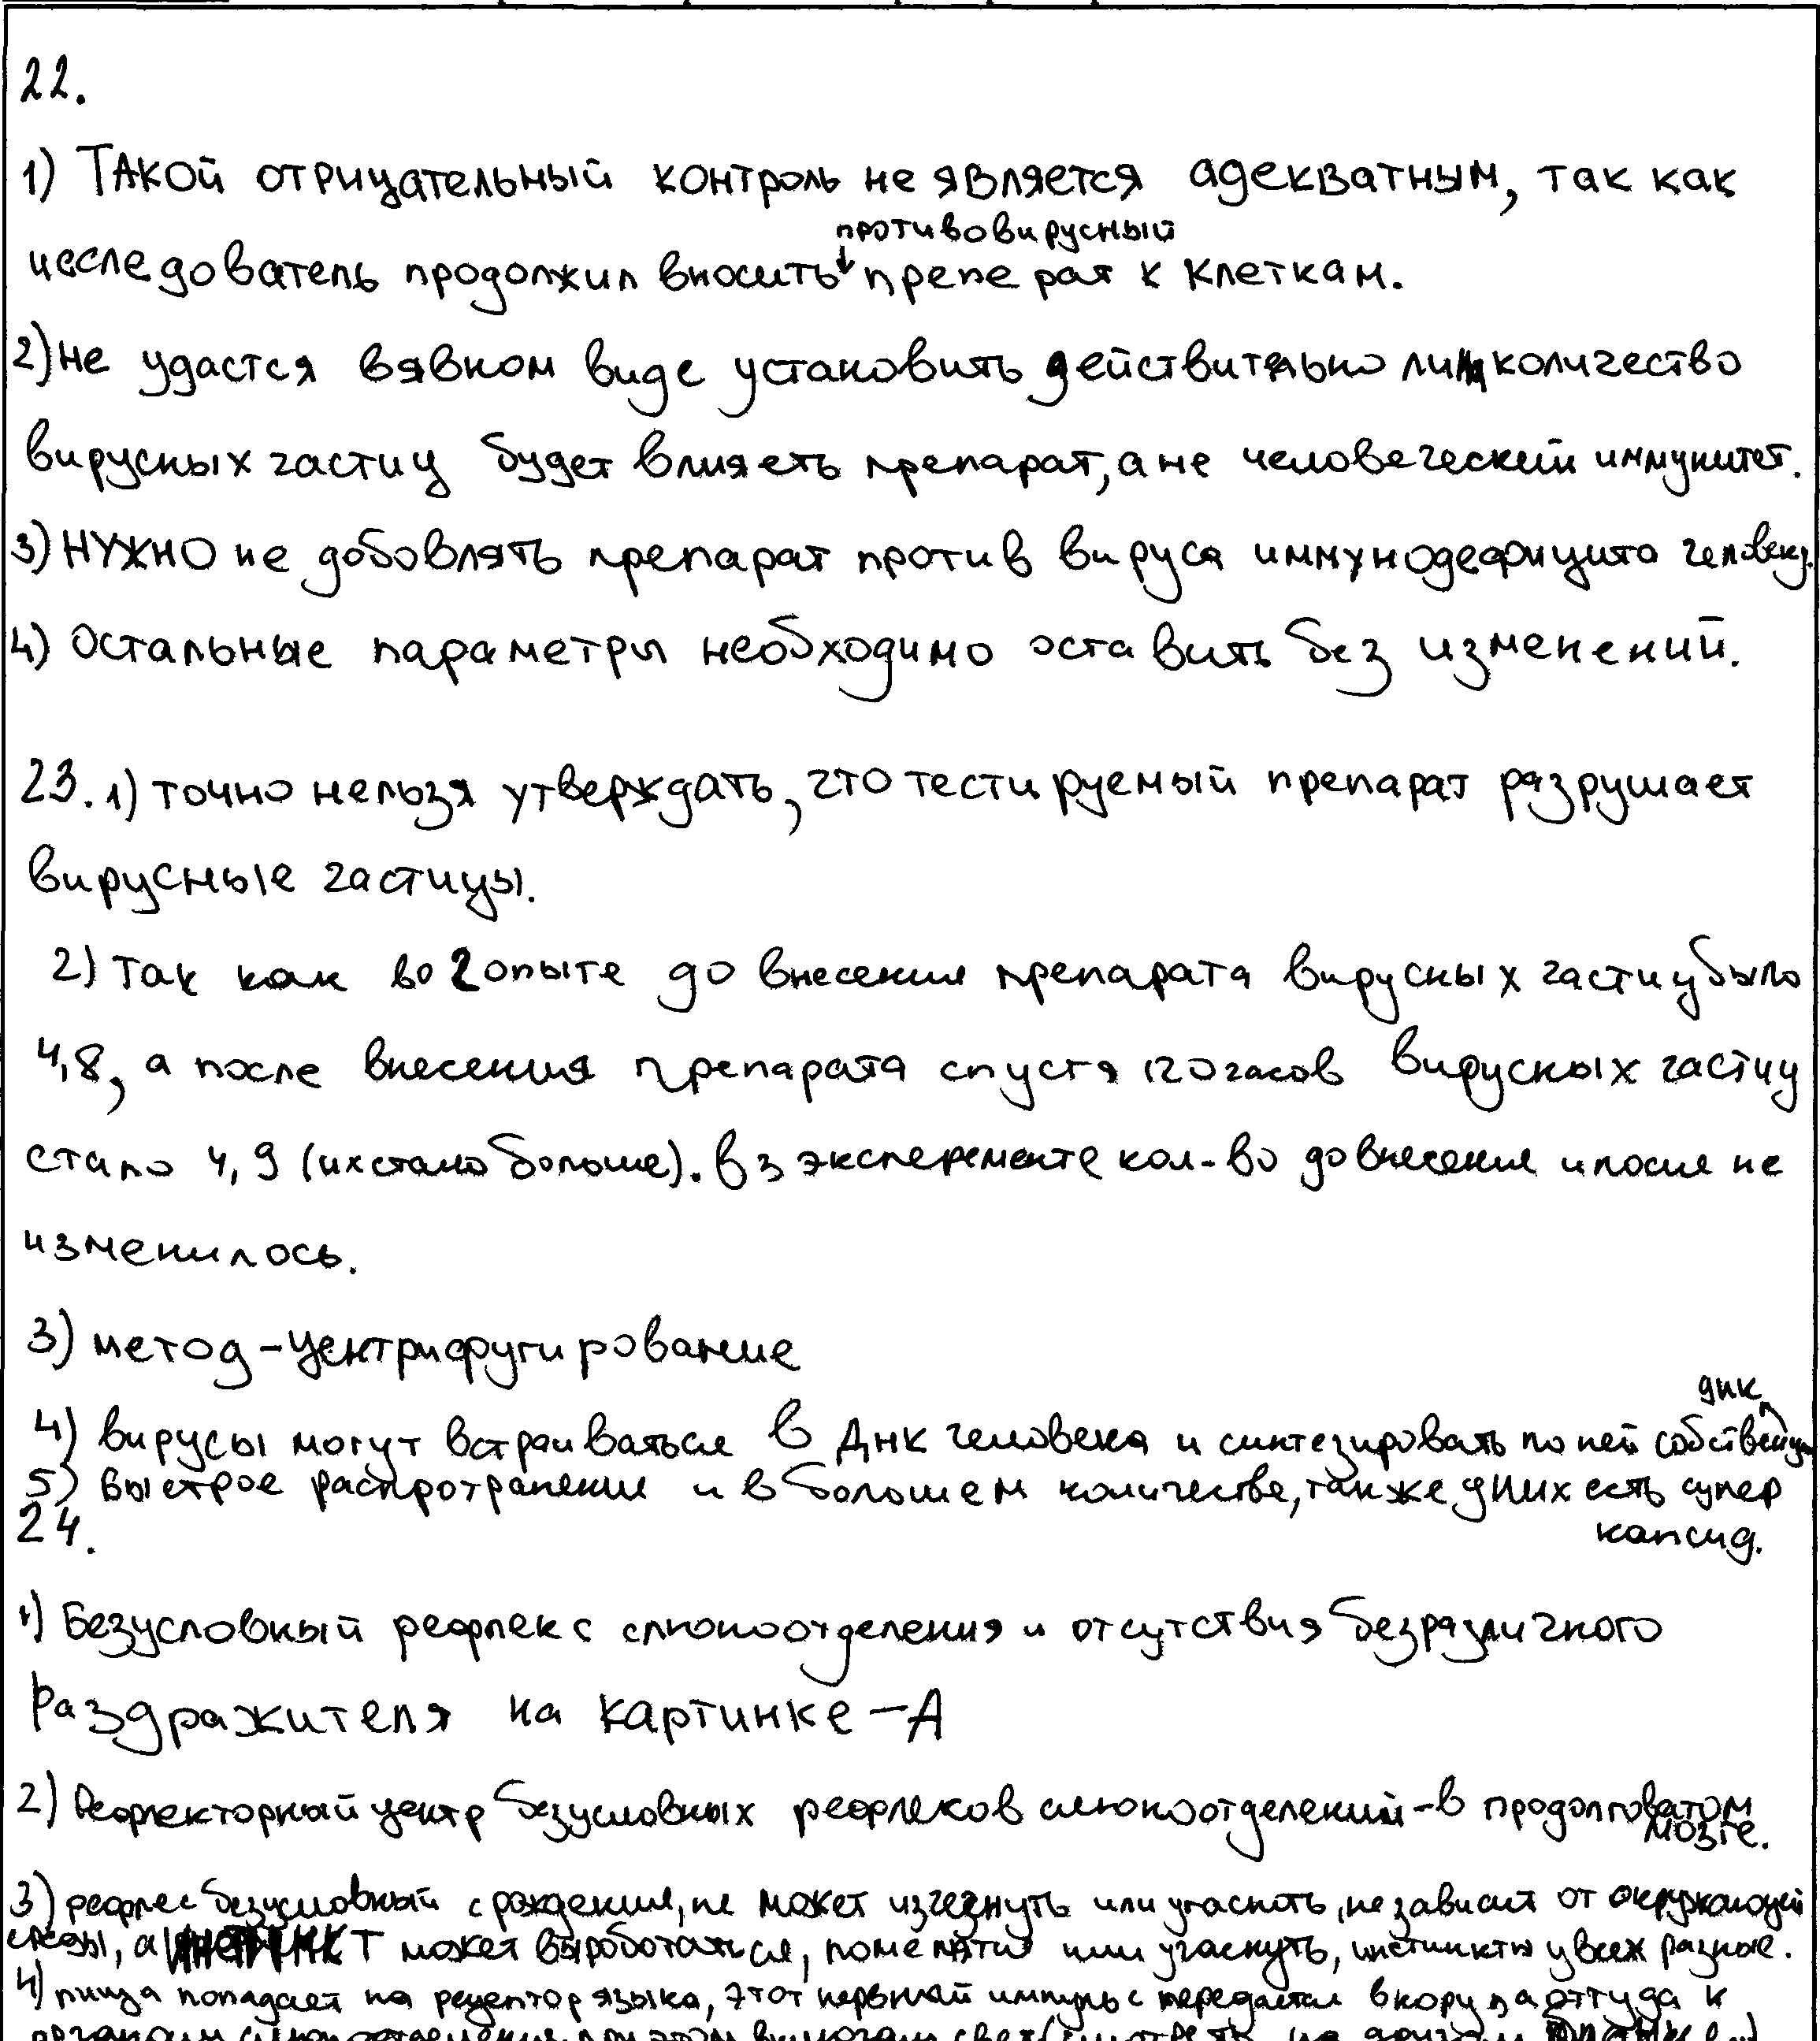 22.
1) Такой отрицательный контроль не является адекватным, так как
противовирусный
исследователь продолжил вносить препепрат к клеткам.
2) не удастся в явном виде установить действительно ли на количество
вирусных частиц будет влияеть препарат, а не человеческий иммунитет.
3) НУЖНО не добовлять препарат против вируса иммунодефицита человека.
4) Остальные параметры необходимо оставить без изменений.
23. 1) точно нельзя утверждать, что тестируемый препарат разрушает
вирусные частицы.
2) Так как во 2 опыте до внесения препарата вирусных частиц было
4,8, а после внесения препарата спустя 120 часов вирусных частиц
стало 4,9 (их стало больше). в 3 эксперементе кол-во до внесения и после не
изменилось.
3) метод - центрифугирование
днк
4) вирусы могут встраиваться в ДНК человека и синтезировать по ней собственную
5) быстрое распротранение и в большем количестве, также у них есть супер
капсид.
24.
1) Безусловный рефлекс слюноотделения и отсутствия безразличного
раздражителя на картинке - А
2) Рефлекторный центр безусловных рефлексов слюноотделений - в продолговатом
мозге.
3) рефлес безусловный с рождения, не может изчезнуть или угаснуть, не зависит от окружающей
среды, а может выроботаться, поменятся или угаснуть, инстинкты у всех разные.
4) пища попадает на рецептор языка, этот нервный импульс передается в кору п а оттуда к